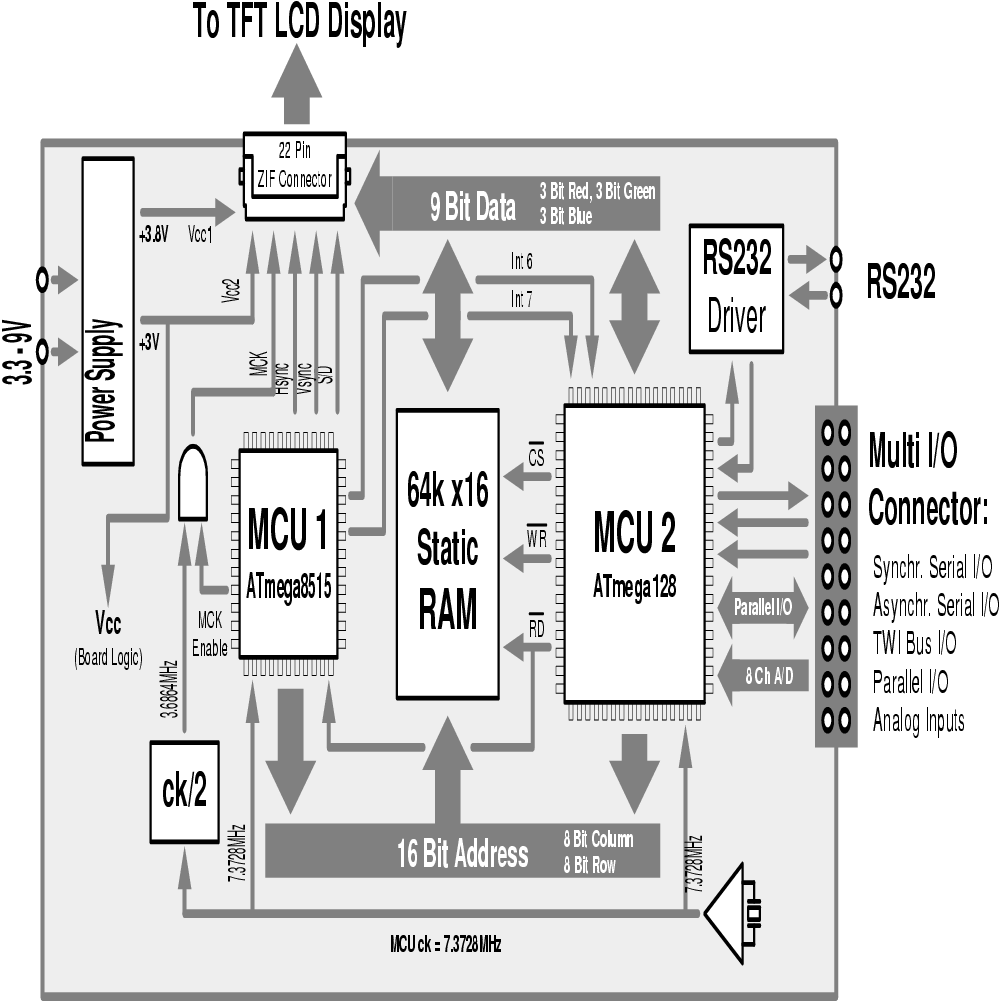 To TFT LCD Display
22 Pin
ZIF Connector
9 Bit Data
3 Bit Red, 3 Bit Green
3 Bit Blue
+3.8V
Vcc1
Vcc2
+3V
3.3 - 9V
Power Supply
Int 6
Int 7
RS232
Driver
RS232
MCK
Hsync
Vsync
S/D
MCU 1
ATmega8515
64k x16
Static
RAM
CS
WR
RD
MCU 2
ATmega128
Multi I/O
Connector:
Synchr. Serial I/O
Asynchr. Serial I/O
TWI Bus I/O
Parallel I/O
Analog Inputs
Parallel I/O
8 Ch A/D
Vcc
(Board Logic)
MCK
Enable
3.6864MHz
ck/2
7.3728MHz
16 Bit Address
8 Bit Column
8 Bit Row
7.3728MHz
MCU ck = 7.3728MHz